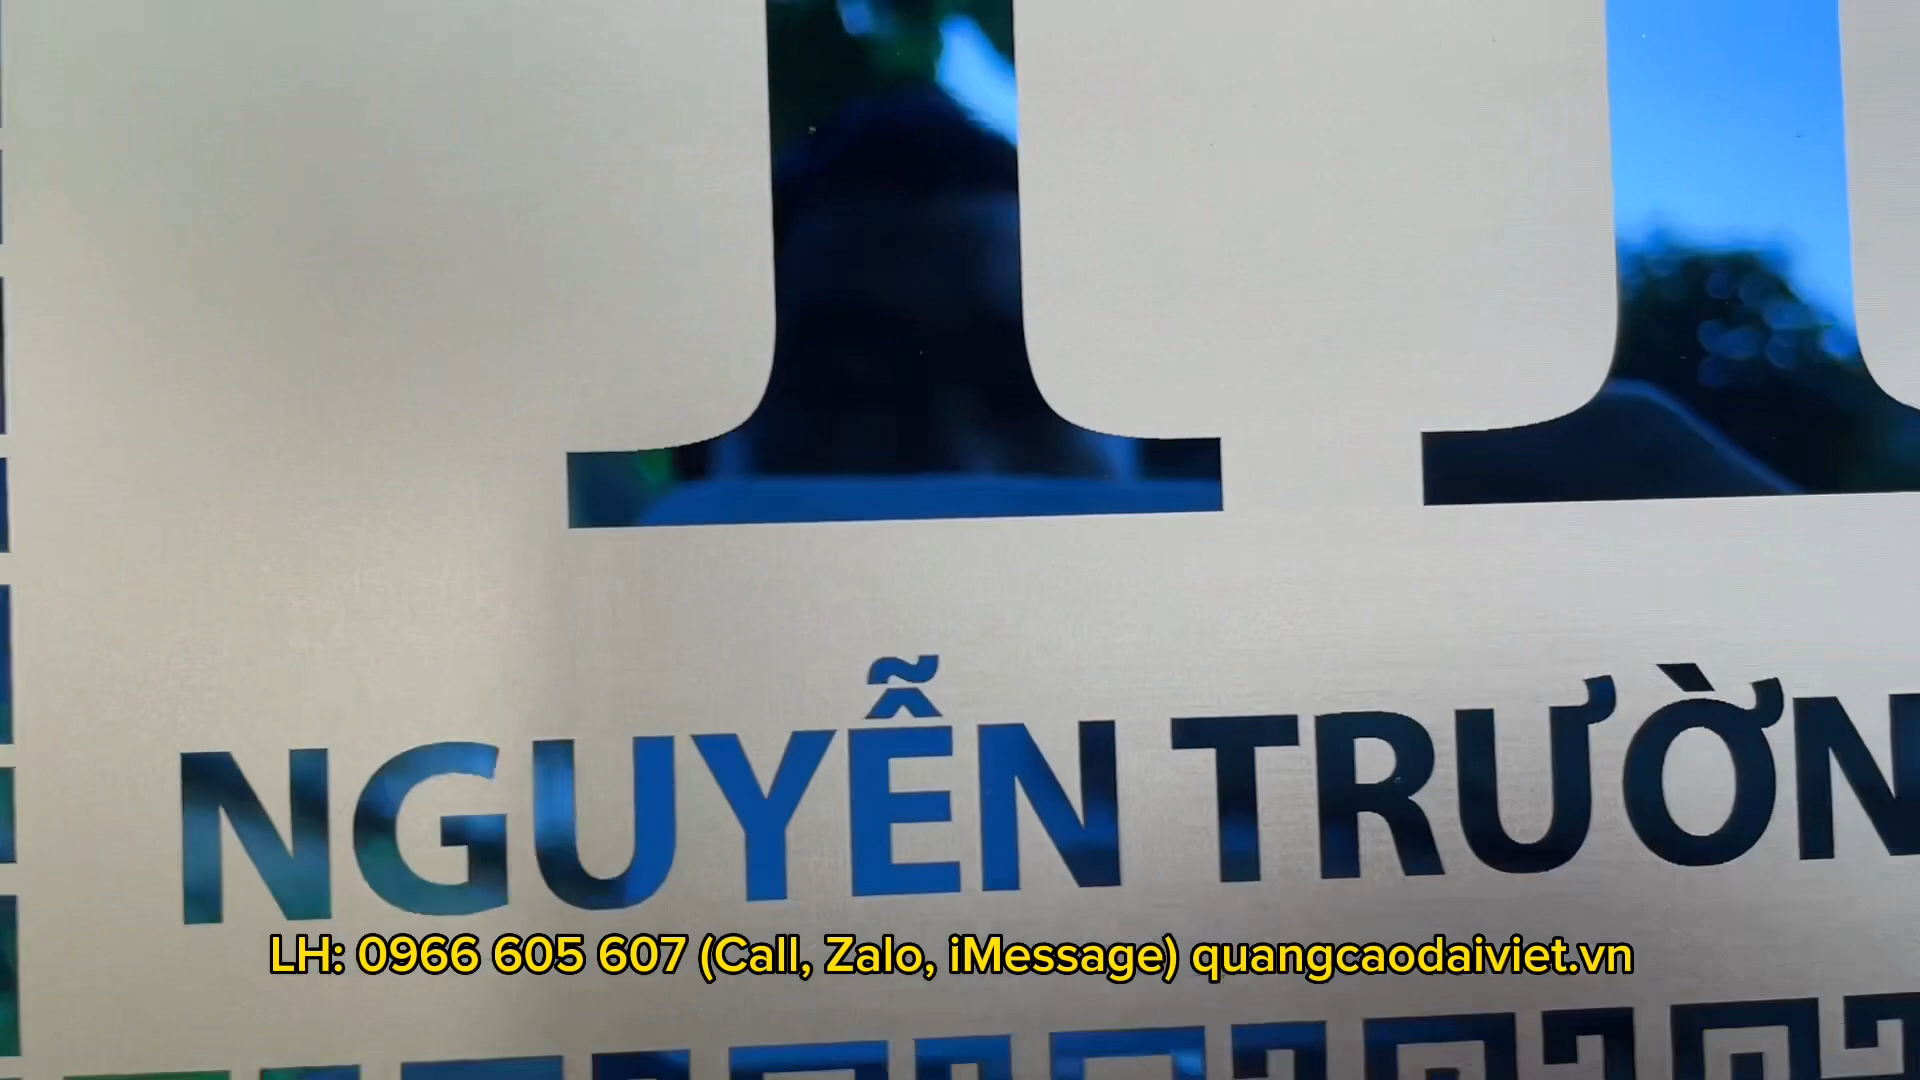 NGUYỄN TRƯỜN
LH: 0966 605 607 (Call, Zalo, iMessage) quangcaodaiviet.vn